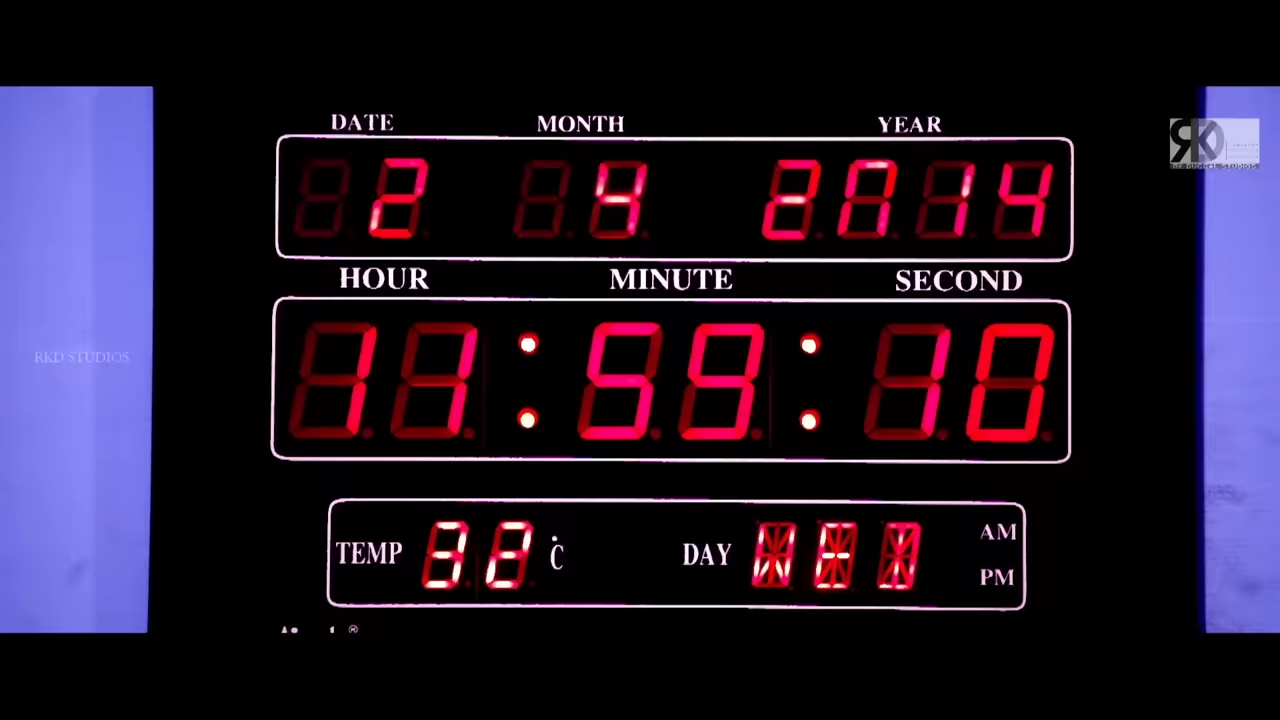 DATE MONTH YEAR
2 4 2014
HOUR MINUTE SECOND
11:59:10
RKD STUDIOS
TEMP 32 °C DAY WED AM
PM